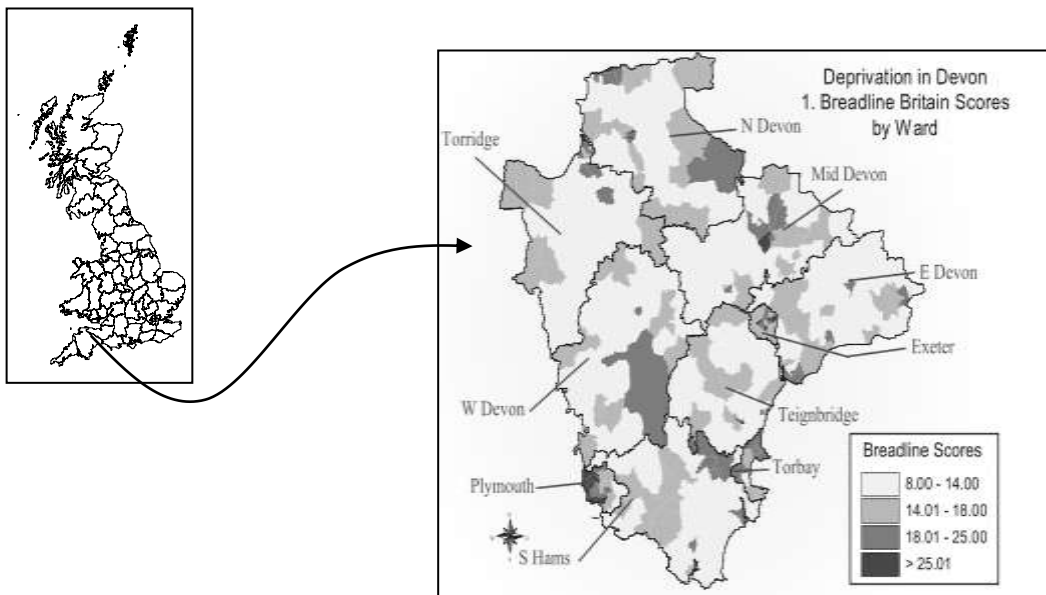 Deprivation in Devon
1. Breadline Britain Scores
by Ward
N Devon
Torridge
Mid Devon
E Devon
Exeter
W Devon
Teignbridge
Torbay
Plymouth
S Hams
Breadline Scores
8.00 - 14.00
14.01 - 18.00
18.01 - 25.00
> 25.01